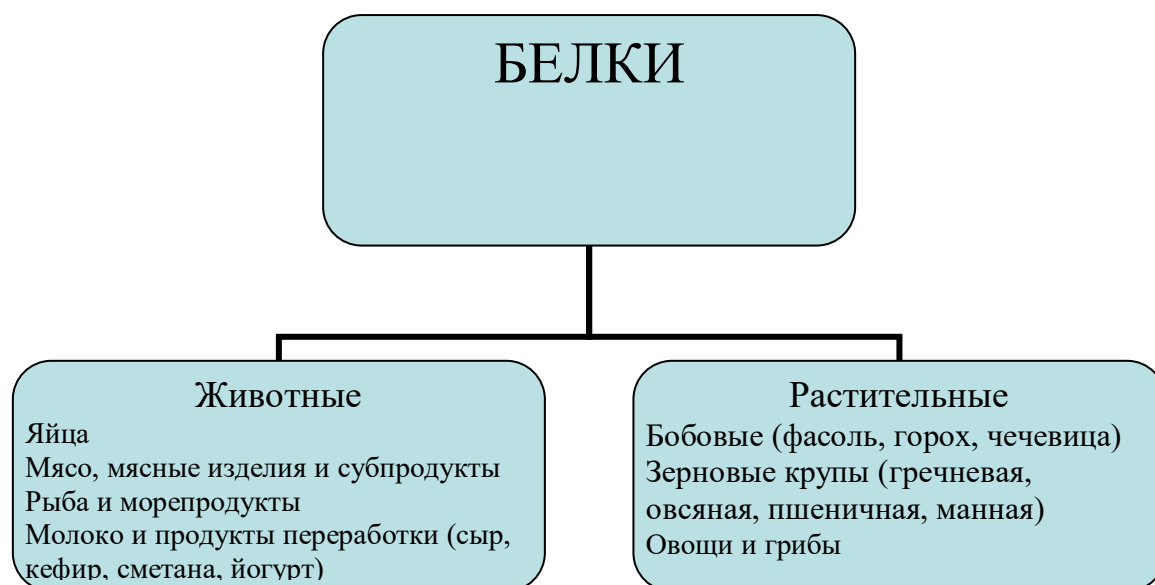 БЕЛКИ
Животные
Яйца
Мясо, мясные изделия и субпродукты
Рыба и морепродукты
Молоко и продукты переработки (сыр,
кефир, сметана, йогурт)
Растительные
Бобовые (фасоль, горох, чечевица)
Зерновые крупы (гречневая,
овсяная, пшеничная, манная)
Овощи и грибы